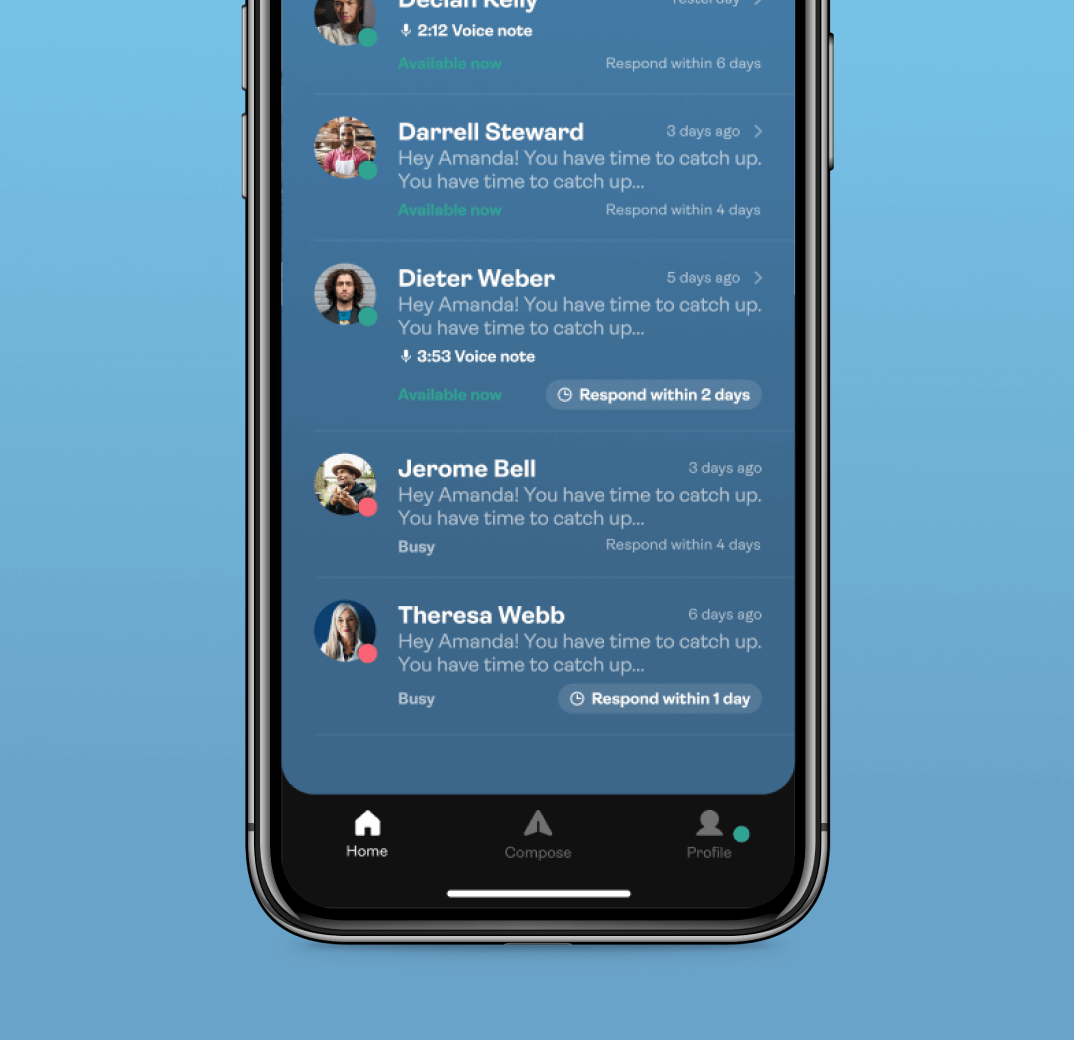 Declan Kelly
Yesterday
2:12 Voice note
Available now
Respond within 6 days
Darrell Steward
3 days ago
Hey Amanda! You have time to catch up.
You have time to catch up...
Available now
Respond within 4 days
Dieter Weber
5 days ago
Hey Amanda! You have time to catch up.
You have time to catch up...
3:53 Voice note
Available now
Respond within 2 days
Jerome Bell
3 days ago
Hey Amanda! You have time to catch up.
You have time to catch up...
Busy
Respond within 4 days
Theresa Webb
6 days ago
Hey Amanda! You have time to catch up.
You have time to catch up...
Busy
Respond within 1 day
Home
Compose
Profile